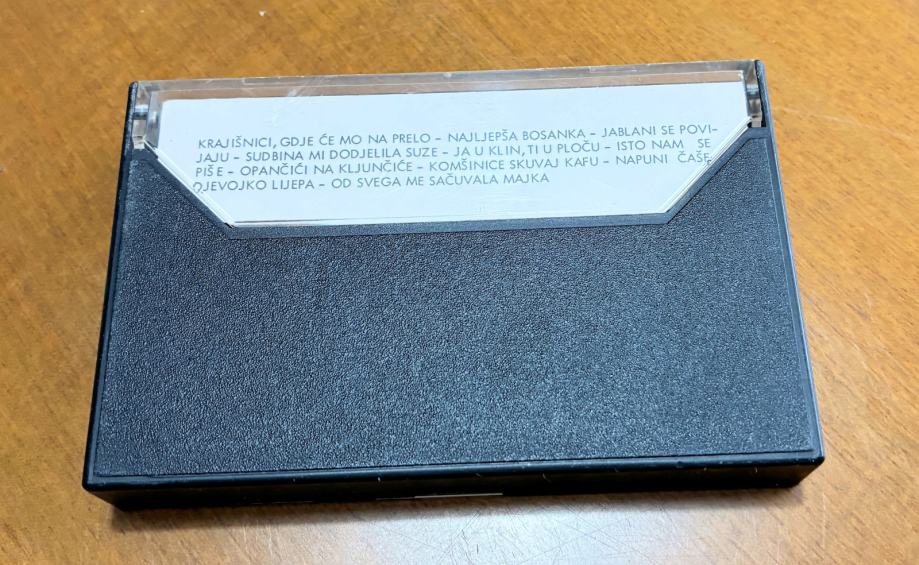 KRAJIŠNICI, GDJE ĆE MO NA PRELO – NAJLJEPŠA BOSANKA – JABLANI SE POVI-
JAJU – SUDBINA MI DODJELILA SUZE – JA U KLIN, TI U PLOČU – ISTO NAM SE
PIŠE – OPANČIĆI NA KLJUNČIĆE – KOMŠINICE SKUVAJ KAFU – NAPUNI ČAŠE,
DJEVOJKO LIJEPA – OD SVEGA ME SAČUVALA MAJKA